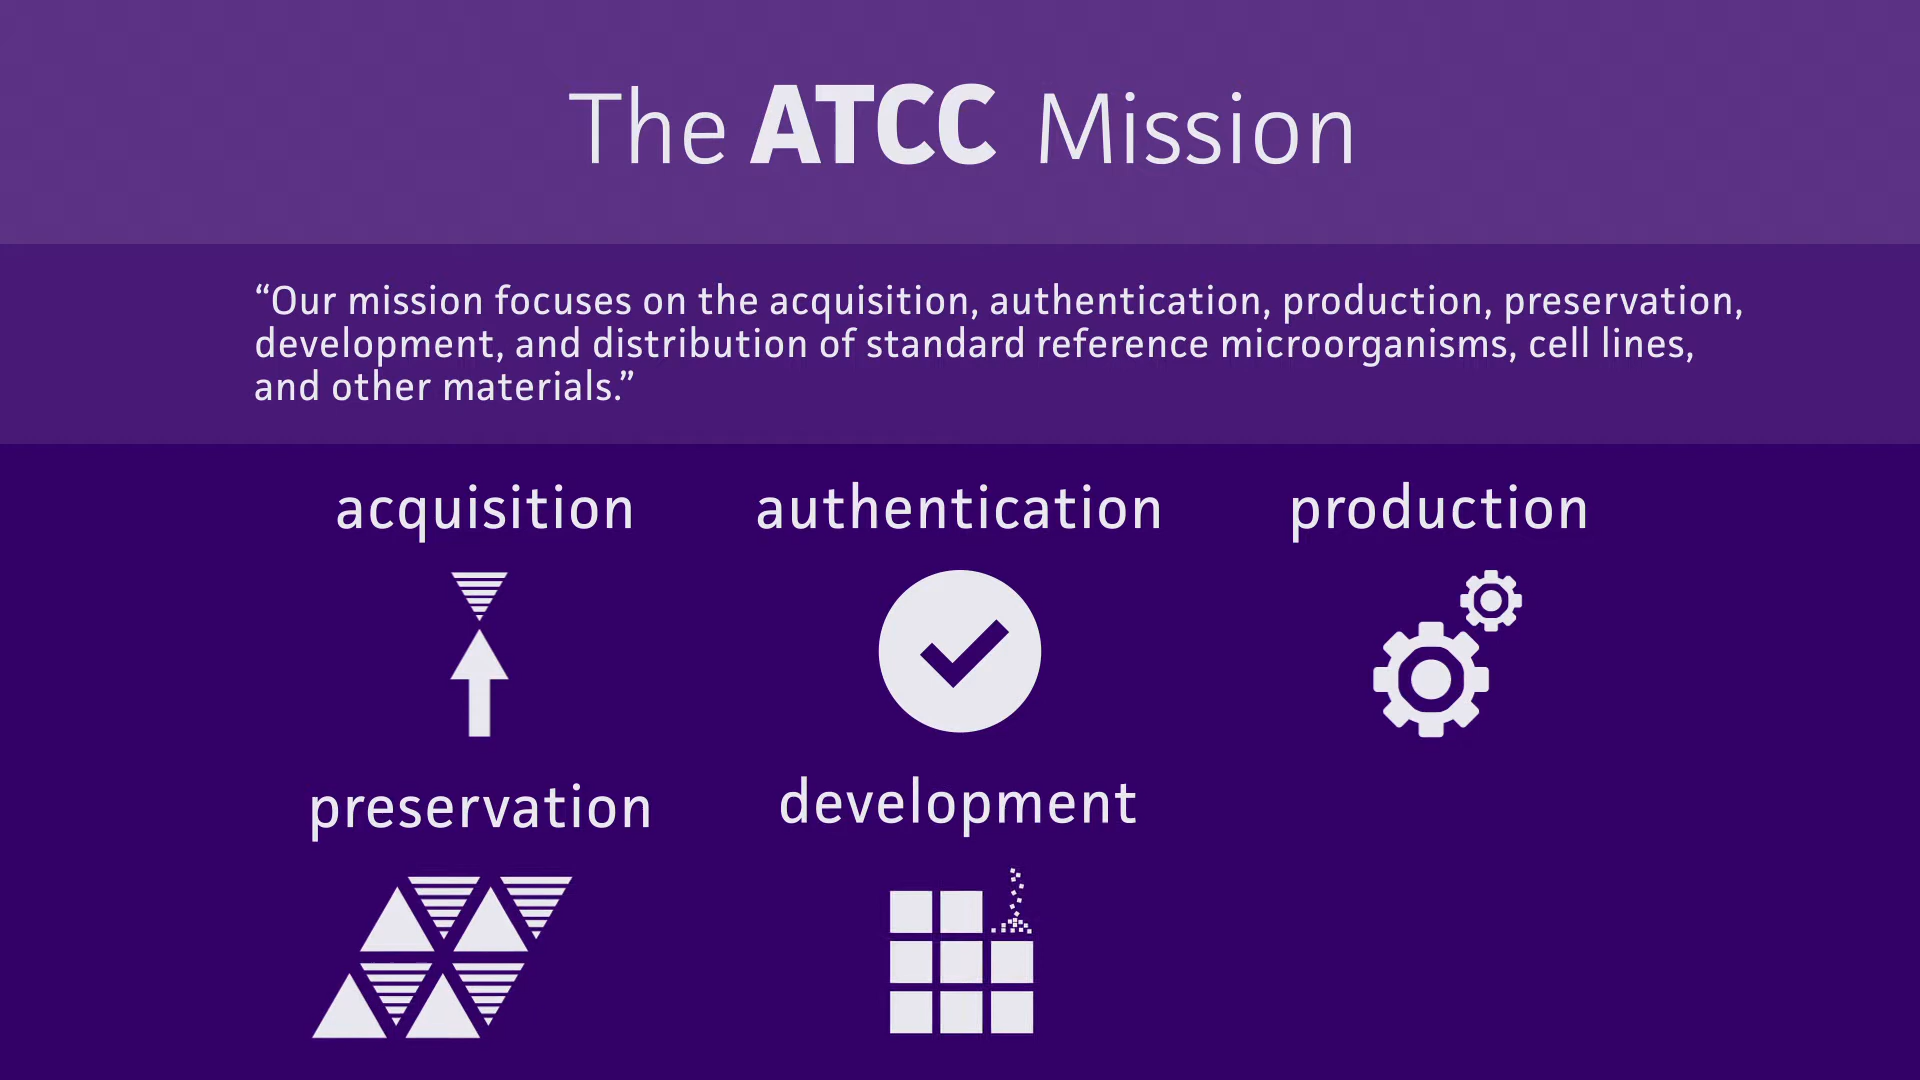 The ATCC Mission
“Our mission focuses on the acquisition, authentication, production, preservation,
development, and distribution of standard reference microorganisms, cell lines,
and other materials.”
acquisition
authentication
production
preservation
development